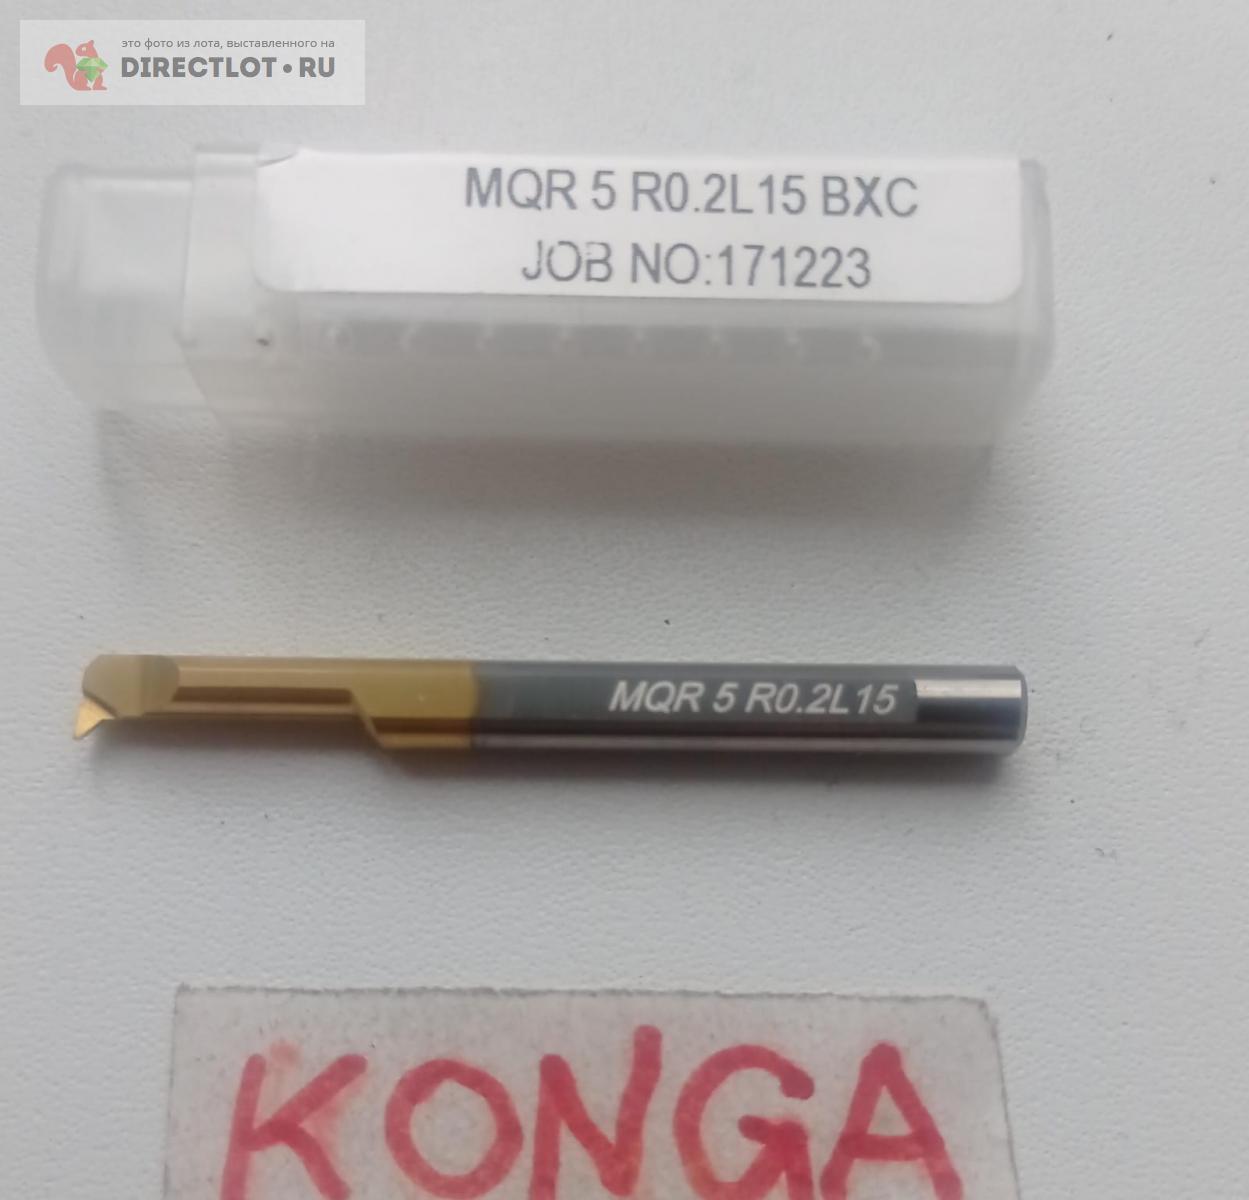 это фото из лота, выставленного на
DIRECTLOT•RU
MQR 5 R0.2L15 BXC
JOB NO:171223
MQR 5 R0.2L15
KONGA